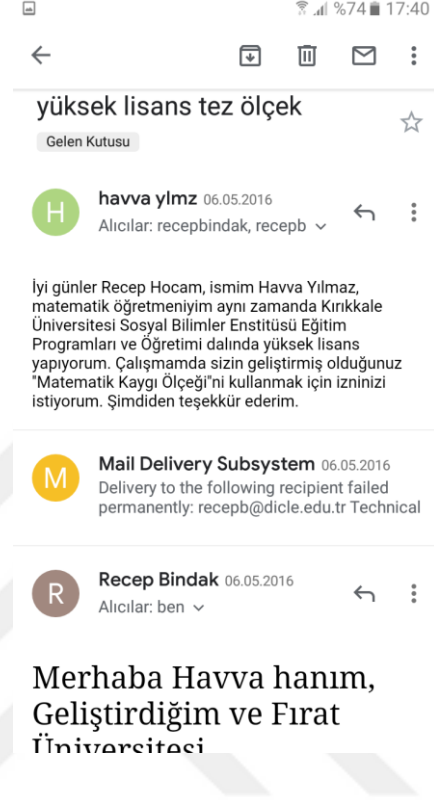 %74 17:40
yüksek lisans tez ölçek
Gelen Kutusu
H
havva ylmz 06.05.2016
Alıcılar: recepbindak, recepb
İyi günler Recep Hocam, ismim Havva Yılmaz,
matematik öğretmeniyim aynı zamanda Kırıkkale
Üniversitesi Sosyal Bilimler Enstitüsü Eğitim
Programları ve Öğretimi dalında yüksek lisans
yapıyorum. Çalışmamda sizin geliştirmiş olduğunuz
"Matematik Kaygı Ölçeği"ni kullanmak için izninizi
istiyorum. Şimdiden teşekkür ederim.
M
Mail Delivery Subsystem 06.05.2016
Delivery to the following recipient failed
permanently: recepb@dicle.edu.tr Technical
R
Recep Bindak 06.05.2016
Alıcılar: ben
Merhaba Havva hanım,
Geliştirdiğim ve Fırat
Üniversitesi